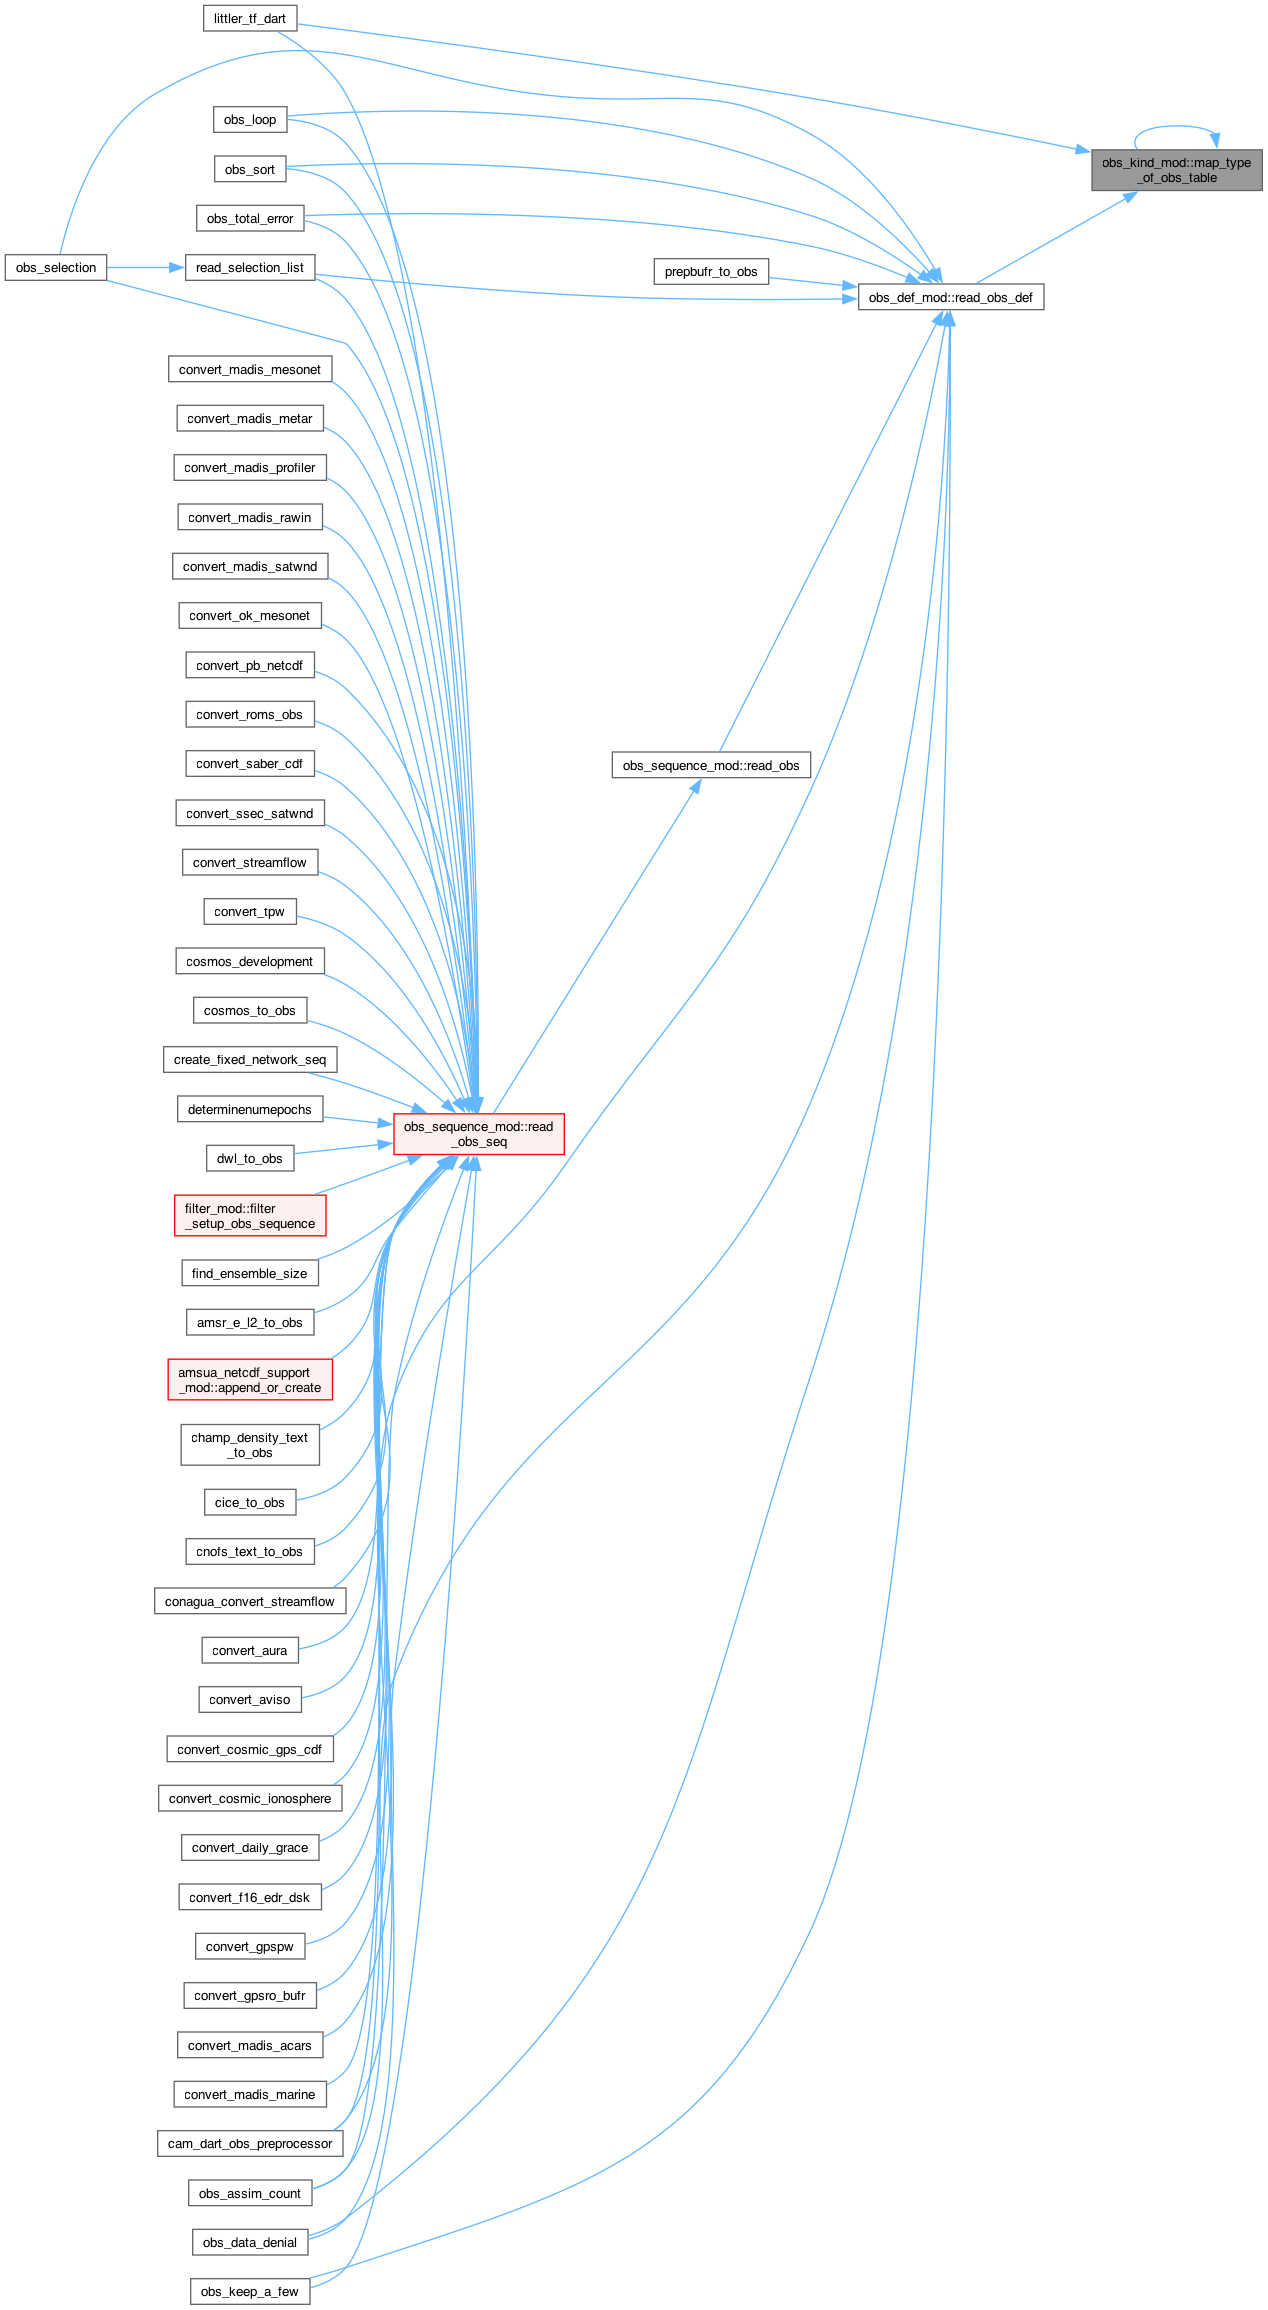 littler_tf_dart
obs_loop
obs_kind_mod::map_type
_of_obs_table
obs_sort
obs_total_error
obs_selection
read_selection_list
prepbufr_to_obs
obs_def_mod::read_obs_def
convert_madis_mesonet
convert_madis_metar
convert_madis_profiler
convert_madis_rawin
convert_madis_satwnd
convert_ok_mesonet
convert_pb_netcdf
convert_roms_obs
convert_saber_cdf
obs_sequence_mod::read_obs
convert_ssec_satwnd
convert_streamflow
convert_tpw
cosmos_development
cosmos_to_obs
create_fixed_network_seq
determinenumepochs
obs_sequence_mod::read
_obs_seq
dwl_to_obs
filter_mod::filter
_setup_obs_sequence
find_ensemble_size
amsr_e_l2_to_obs
amsua_netcdf_support
_mod::append_or_create
champ_density_text
_to_obs
cice_to_obs
cnofs_text_to_obs
conagua_convert_streamflow
convert_aura
convert_aviso
convert_cosmic_gps_cdf
convert_cosmic_ionosphere
convert_daily_grace
convert_f16_edr_dsk
convert_gpspw
convert_gpsro_bufr
convert_madis_acars
convert_madis_marine
cam_dart_obs_preprocessor
obs_assim_count
obs_data_denial
obs_keep_a_few